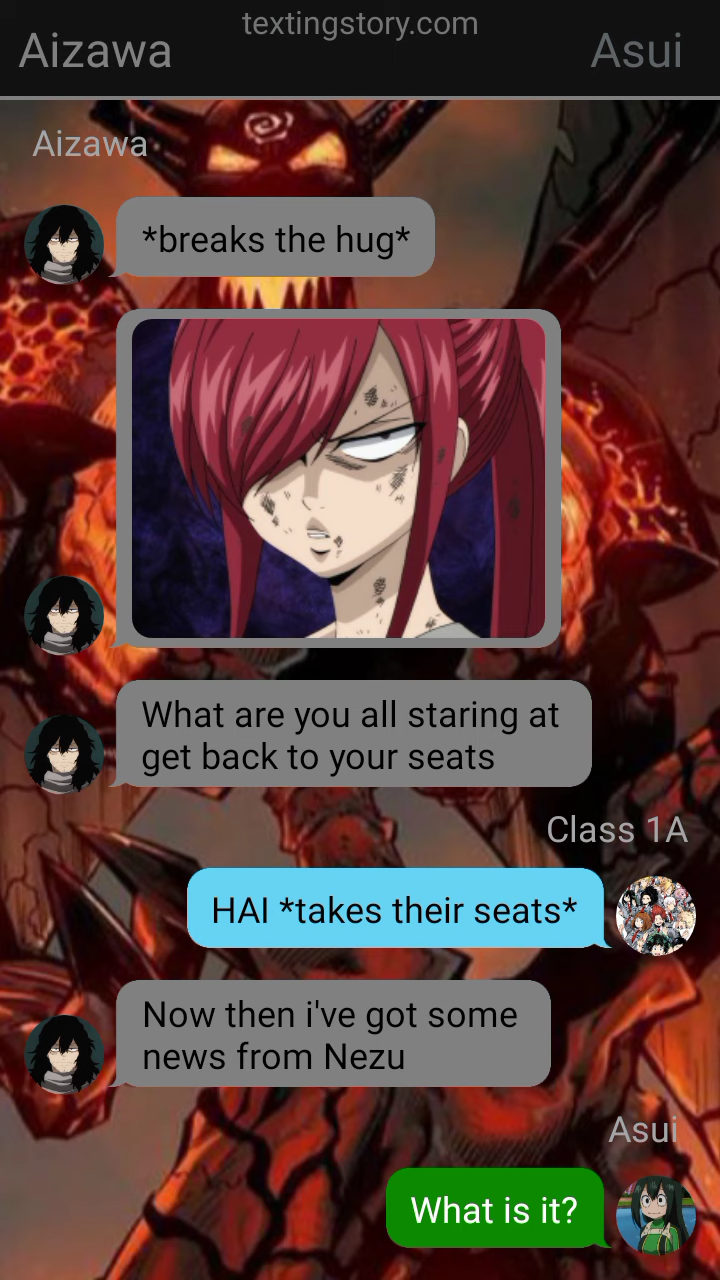 textingstory.com
Aizawa
Asui
Aizawa
*breaks the hug*
What are you all staring at
get back to your seats
Class 1A
HAI *takes their seats*
Now then i've got some
news from Nezu
Asui
What is it?